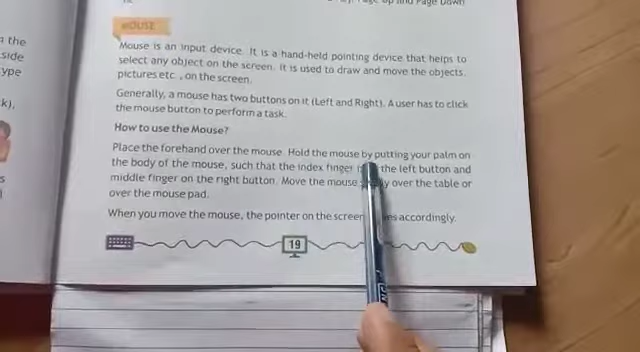 and Page Down
n the
side
ype
k),
MOUSE
Mouse is an input device. It is a hand-held pointing device that helps to
select any object on the screen. It is used to draw and move the objects,
pictures etc., on the screen.
Generally, a mouse has two buttons on it (Left and Right). A user has to click
the mouse button to perform a task.
How to use the Mouse?
Place the forehand over the mouse. Hold the mouse by putting your palm on
the body of the mouse, such that the index finger the left button and
middle finger on the right button. Move the mouse over the table or
over the mouse pad.
When you move the mouse, the pointer on the screen accordingly.
19